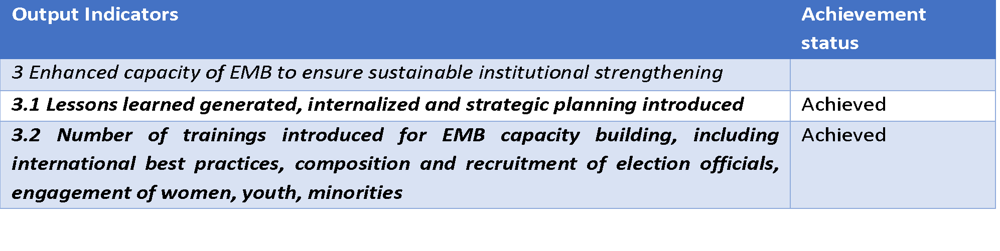 Output Indicators
Achievement
status
3 Enhanced capacity of EMB to ensure sustainable institutional strengthening
3.1 Lessons learned generated, internalized and strategic planning introduced
Achieved
3.2 Number of trainings introduced for EMB capacity building, including
international best practices, composition and recruitment of election officials,
engagement of women, youth, minorities
Achieved